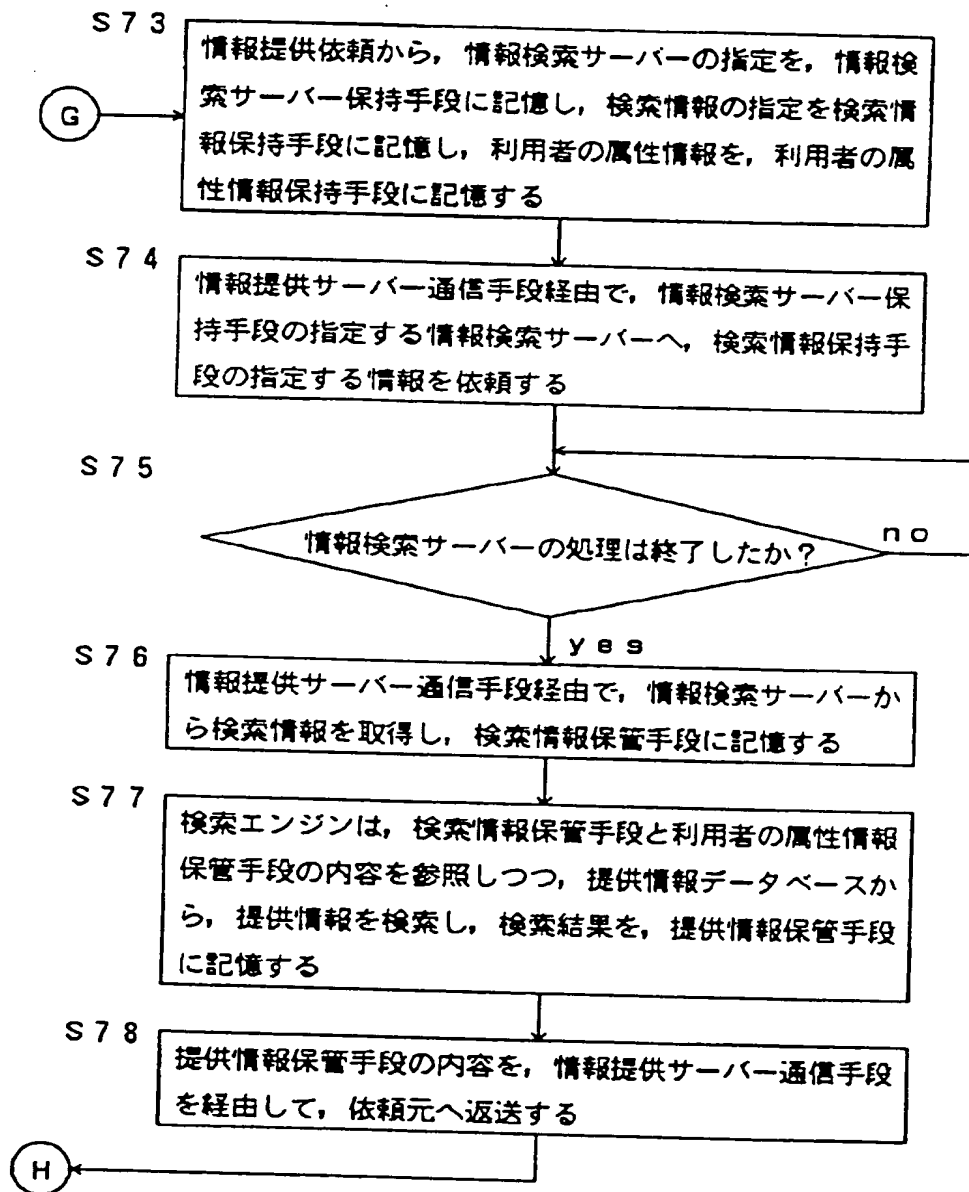 S73
情報提供依頼から，情報検索サーバーの指定を，情報検
索サーバー保持手段に記憶し，検索情報の指定を検索情
報保持手段に記憶し，利用者の属性情報を，利用者の属
性情報保持手段に記憶する
G
S74
情報提供サーバー通信手段経由で，情報検索サーバー保
持手段の指定する情報検索サーバーへ，検索情報保持手
段の指定する情報を依頼する
S75
情報検索サーバーの処理は終了したか？
no
yes
S76
情報提供サーバー通信手段経由で，情報検索サーバーか
ら検索情報を取得し，検索情報保管手段に記憶する
S77
検索エンジンは，検索情報保管手段と利用者の属性情報
保管手段の内容を参照しつつ，提供情報データベースか
ら，提供情報を検索し，検索結果を，提供情報保管手段
に記憶する
S78
提供情報保管手段の内容を，情報提供サーバー通信手段
を経由して，依頼元へ返送する
H